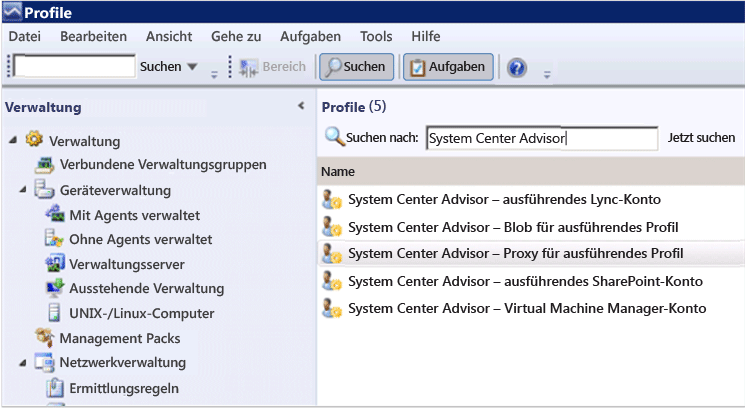 Profile
Datei Bearbeiten Ansicht Gehe zu Aufgaben Tools Hilfe
Suchen Bereich Suchen Aufgaben
Verwaltung
Verwaltung
Verbundene Verwaltungsgruppen
Geräteverwaltung
Mit Agents verwaltet
Ohne Agents verwaltet
Verwaltungsserver
Ausstehende Verwaltung
UNIX-/Linux-Computer
Management Packs
Netzwerkverwaltung
Ermittlungsregeln
Profile (5)
Suchen nach: System Center Advisor Jetzt suchen
Name
System Center Advisor – ausführendes Lync-Konto
System Center Advisor – Blob für ausführendes Profil
System Center Advisor – Proxy für ausführendes Profil
System Center Advisor – ausführendes SharePoint-Konto
System Center Advisor – Virtual Machine Manager-Konto